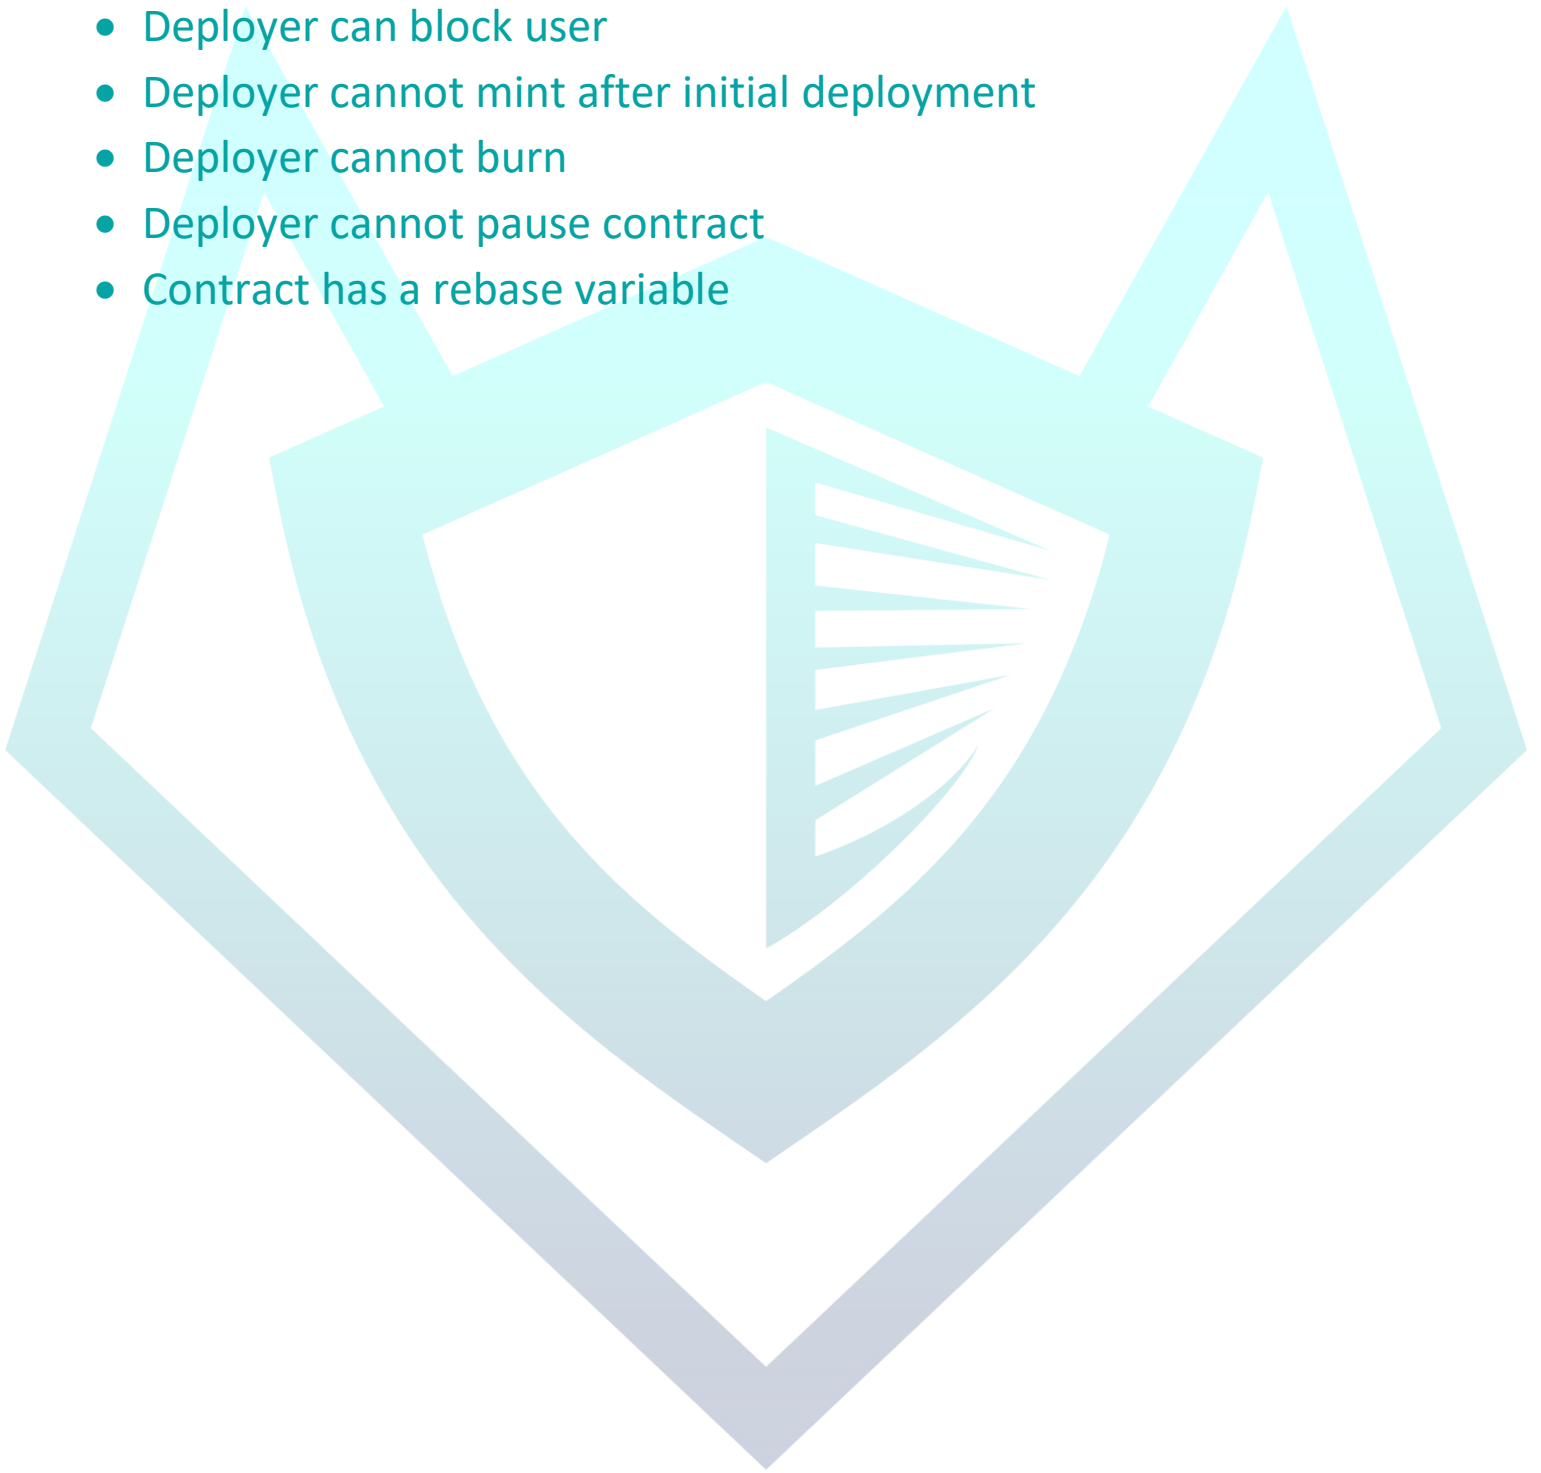 • Deployer can block user
• Deployer cannot mint after initial deployment
• Deployer cannot burn
• Deployer cannot pause contract
• Contract has a rebase variable